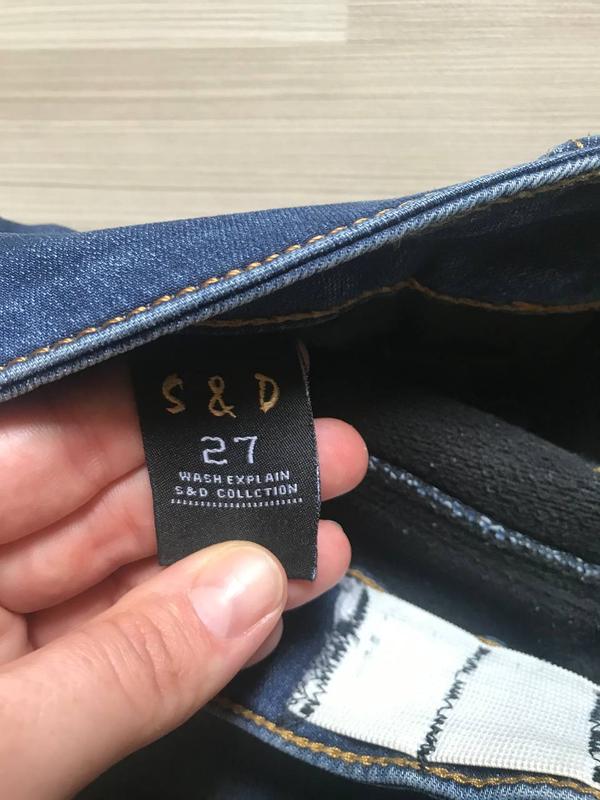 S & D
27
WASH EXPLAIN
S&D COLLCTION